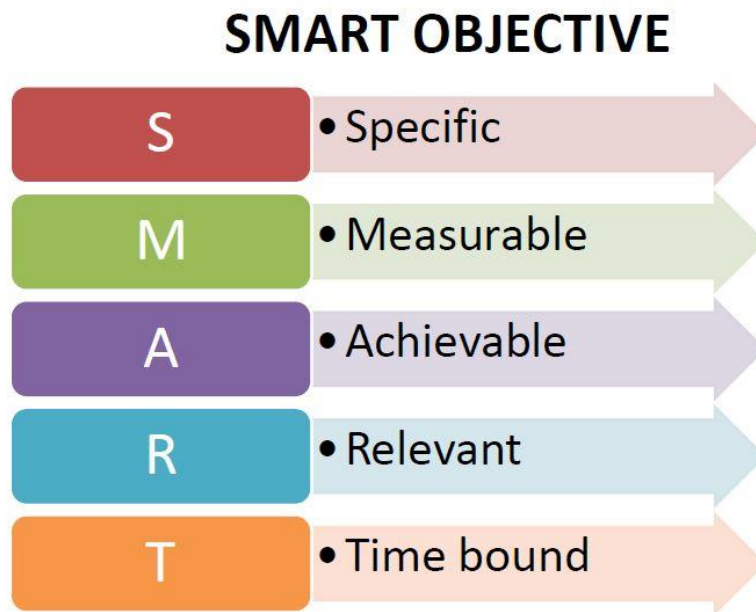 SMART OBJECTIVE
S • Specific
M • Measurable
A • Achievable
R • Relevant
T • Time bound